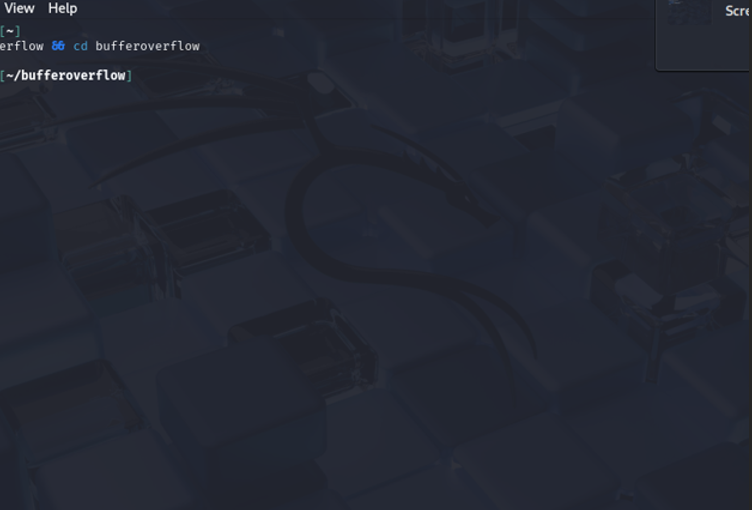 View Help
Scre
[~]
erflow && cd bufferoverflow
[~/bufferoverflow]